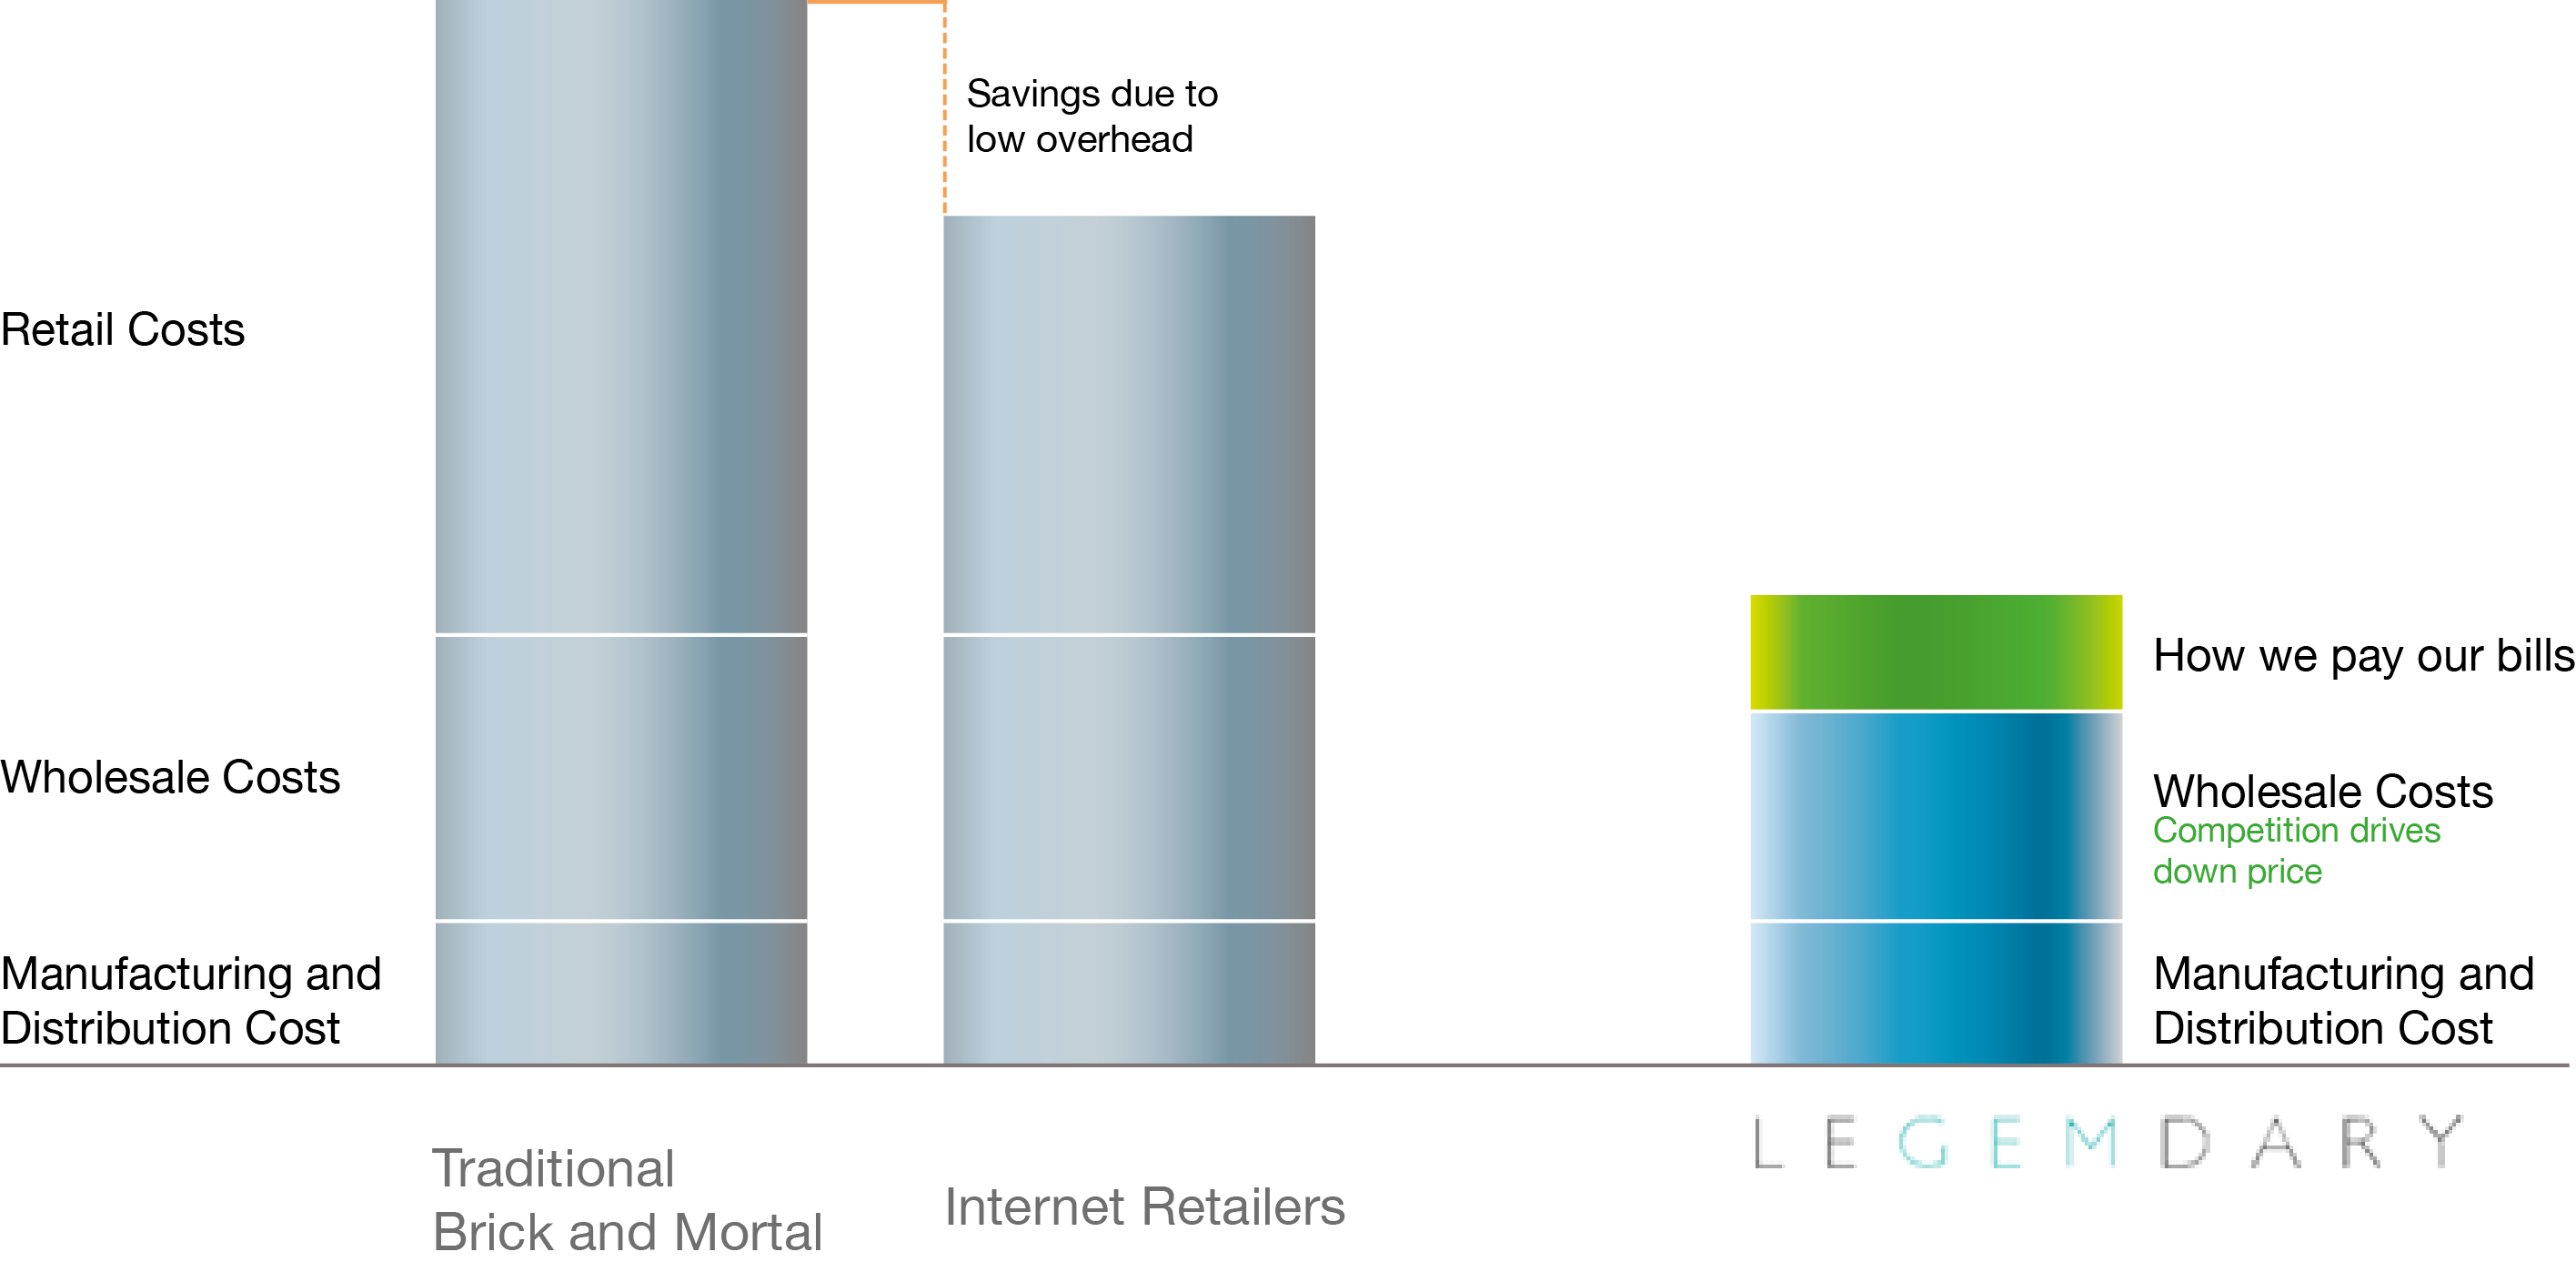 Savings due to
low overhead
Retail Costs
Wholesale Costs
Manufacturing and
Distribution Cost
How we pay our bills
Wholesale Costs
Competition drives
down price
Manufacturing and
Distribution Cost
Traditional
Brick and Mortal
Internet Retailers
LEGEMDARY